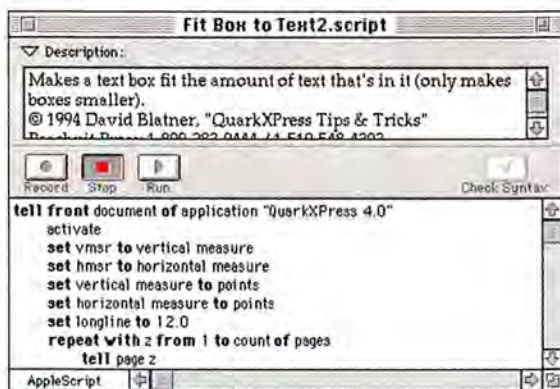 Fit Box to Text2.script
Description:
Makes a text box fit the amount of text that's in it (only makes
boxes smaller).
© 1994 David Blatner, "QuarkXPress Tips & Tricks"
Record Stop Run Check Syntax
tell front document of application "QuarkXPress 4.0"
activate
set vmsr to vertical measure
set hmsr to horizontal measure
set vertical measure to points
set horizontal measure to points
set longline to 12.0
repeat with z from 1 to count of pages
tell page z
AppleScript